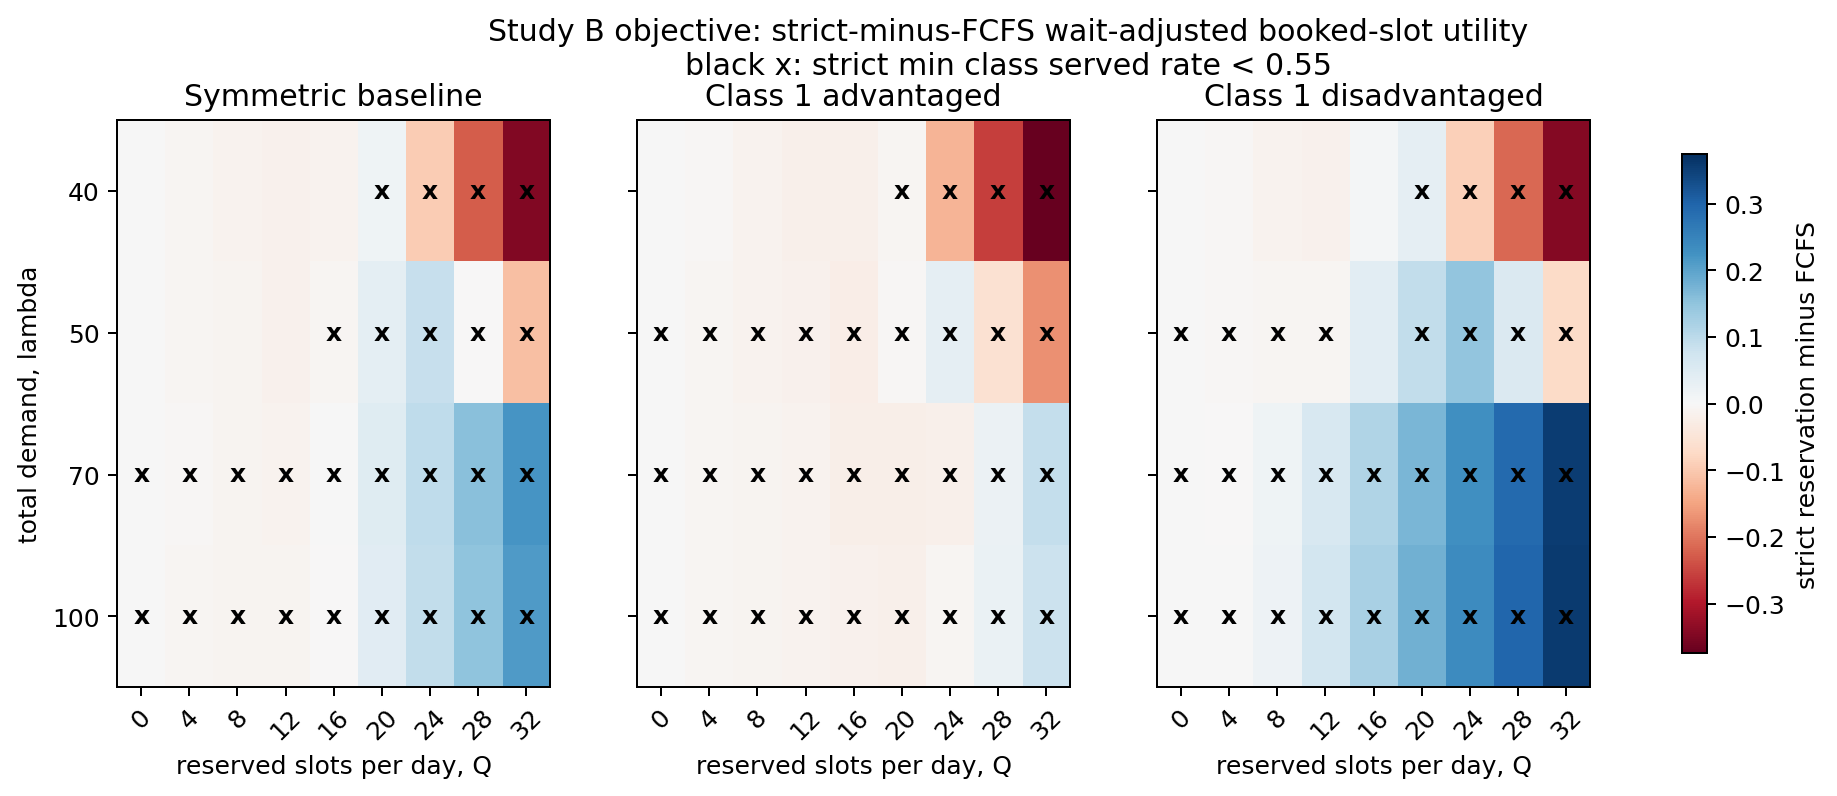 Study B objective: strict-minus-FCFS wait-adjusted booked-slot utility
black x: strict min class served rate < 0.55
Symmetric baseline
Class 1 advantaged
Class 1 disadvantaged
total demand, lambda
40
x x x x
x x x x
x x x x
50
x x x x x
x x x x x x x x x
x x x x x x x x
70
x x x x x x x x x
x x x x x x x x x
x x x x x x x x x
100
x x x x x x x x x
x x x x x x x x x
x x x x x x x x x
0 4 8 12 16 20 24 28 32
reserved slots per day, Q
0 4 8 12 16 20 24 28 32
reserved slots per day, Q
0 4 8 12 16 20 24 28 32
reserved slots per day, Q
0.3
0.2
0.1
0.0
−0.1
−0.2
−0.3
strict reservation minus FCFS